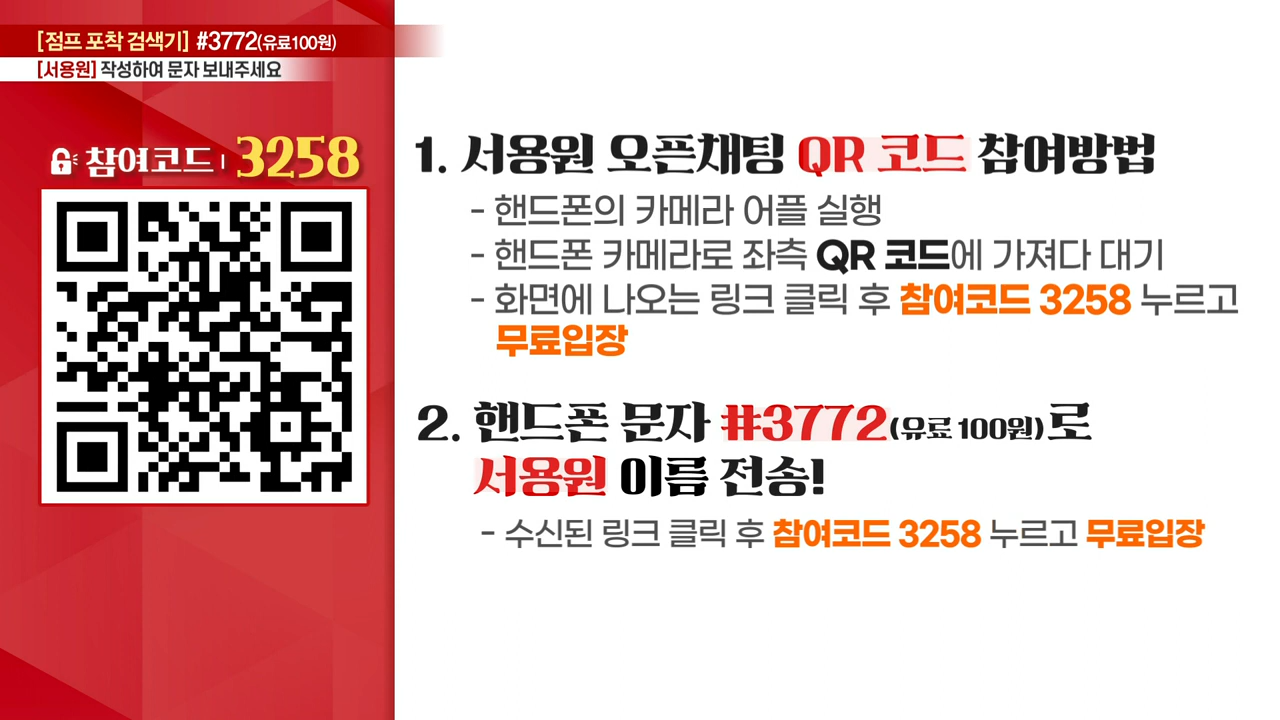 [점프 포착 검색기] #3772(유료100원)
[서용원] 작성하여 문자 보내주세요
참여코드 3258
1. 서용원 오픈채팅 QR 코드 참여방법
- 핸드폰의 카메라 어플 실행
- 핸드폰 카메라로 좌측 QR 코드에 가져다 대기
- 화면에 나오는 링크 클릭 후 참여코드 3258 누르고
무료입장
2. 핸드폰 문자 #3772(유료 100원)로
서용원 이름 전송!
- 수신된 링크 클릭 후 참여코드 3258 누르고 무료입장